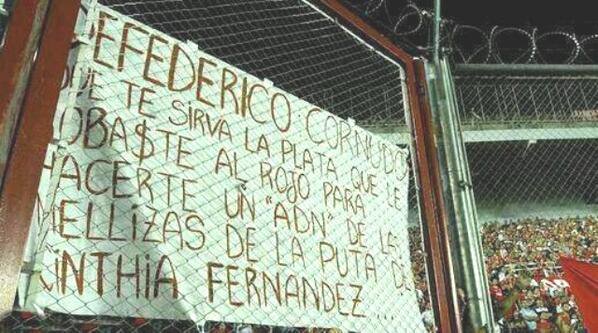 DEFEDERICO: CORNUDO
QUE TE SIRVA LA PLATA QUE LE
ROBA$TE AL ROJO PARA
HACERTE UN "ADN" DE LAS
MELLIZAS DE LA PUTA DE
CINTHIA FERNANDEZ...